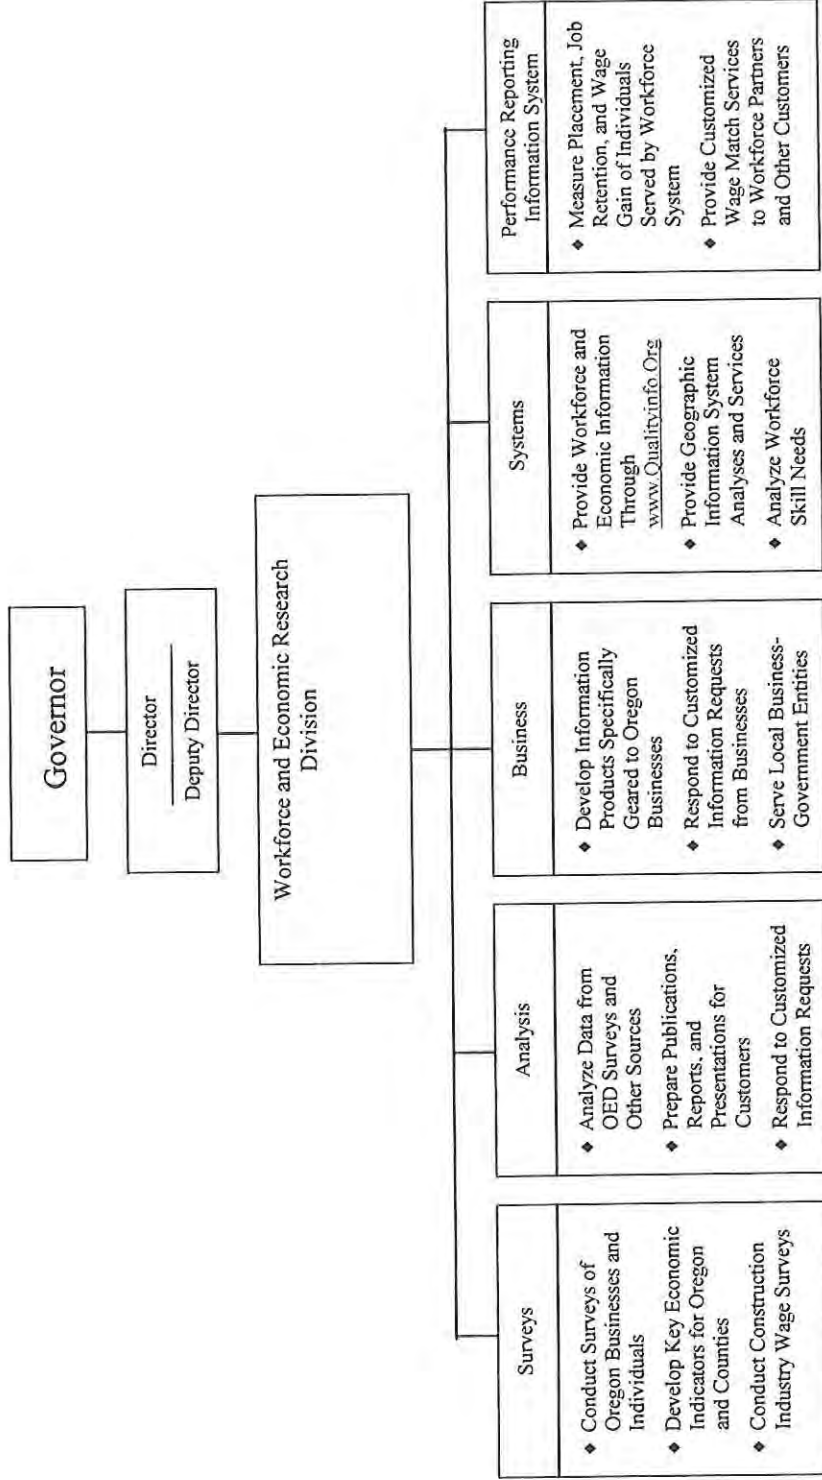 Governor
Director
Deputy Director
Workforce and Economic Research
Division
Surveys
❖ Conduct Surveys of
Oregon Businesses and
Individuals
❖ Develop Key Economic
Indicators for Oregon
and Counties
❖ Conduct Construction
Industry Wage Surveys
Analysis
❖ Analyze Data from
OED Surveys and
Other Sources
❖ Prepare Publications,
Reports, and
Presentations for
Customers
❖ Respond to Customized
Information Requests
Business
❖ Develop Information
Products Specifically
Geared to Oregon
Businesses
❖ Respond to Customized
Information Requests
from Businesses
❖ Serve Local Business-
Government Entities
Systems
❖ Provide Workforce and
Economic Information
Through
www.Qualityinfo.Org
❖ Provide Geographic
Information System
Analyses and Services
❖ Analyze Workforce
Skill Needs
Performance Reporting
Information System
❖ Measure Placement, Job
Retention, and Wage
Gain of Individuals
Served by Workforce
System
❖ Provide Customized
Wage Match Services
to Workforce Partners
and Other Customers